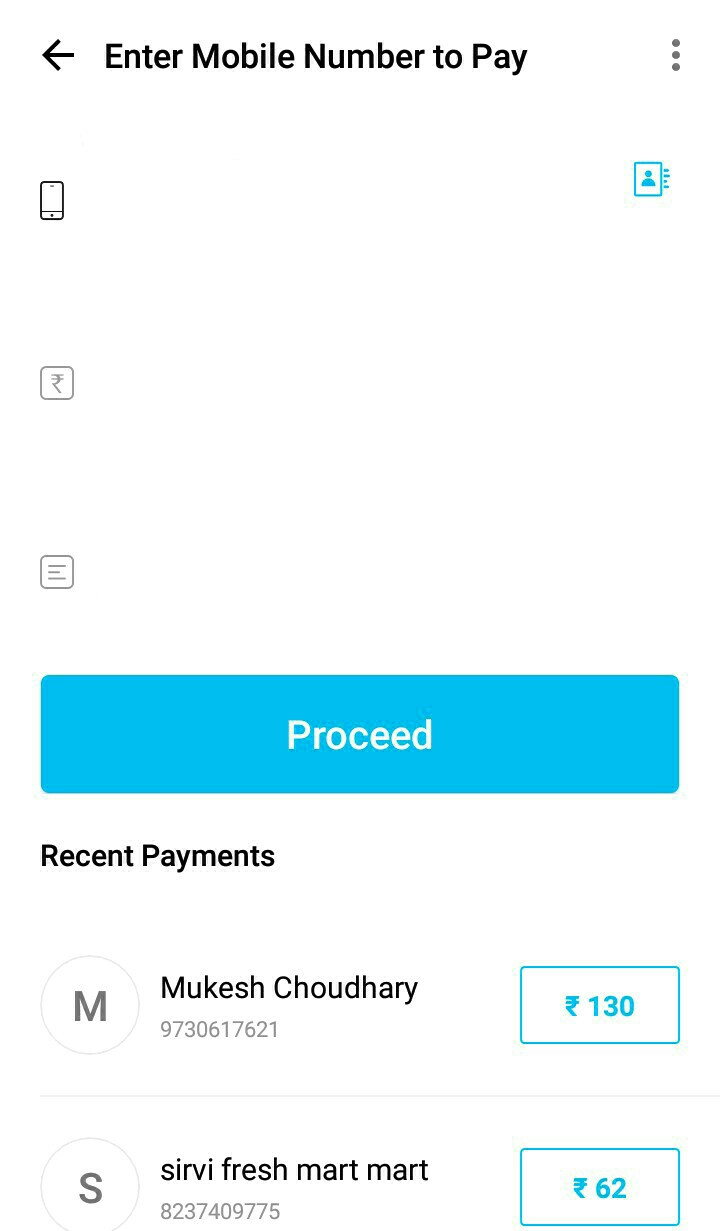 Enter Mobile Number to Pay
₹
Proceed
Recent Payments
M
Mukesh Choudhary
9730617621
₹ 130
S
sirvi fresh mart mart
8237409775
₹ 62